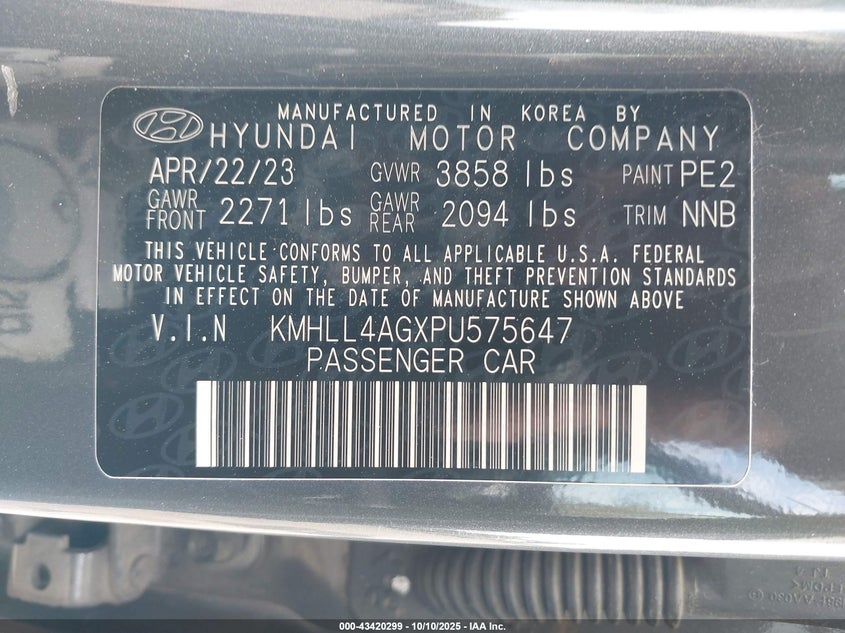 MANUFACTURED IN KOREA BY
HYUNDAI MOTOR COMPANY
APR/22/23 GVWR 3858 lbs PAINT PE2
GAWR FRONT 2271 lbs GAWR REAR 2094 lbs TRIM NNB
THIS VEHICLE CONFORMS TO ALL APPLICABLE U.S.A. FEDERAL
MOTOR VEHICLE SAFETY, BUMPER, AND THEFT PREVENTION STANDARDS
IN EFFECT ON THE DATE OF MANUFACTURE SHOWN ABOVE
V.I.N KMHLL4AGXPU575647
PASSENGER CAR
000-43420299 - 10/10/2025 - IAA Inc.